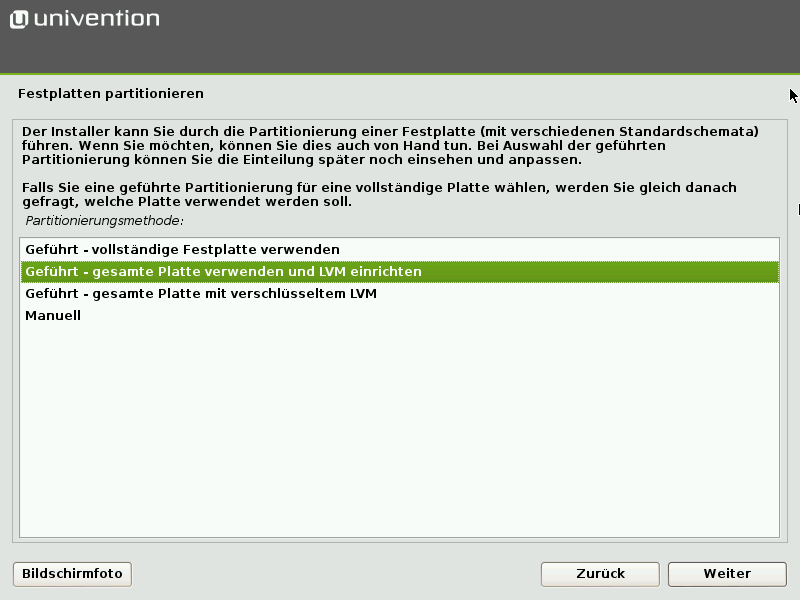 univention
Festplatten partitionieren
Der Installer kann Sie durch die Partitionierung einer Festplatte (mit verschiedenen Standardschemata)
führen. Wenn Sie möchten, können Sie dies auch von Hand tun. Bei Auswahl der geführten
Partitionierung können Sie die Einteilung später noch einsehen und anpassen.
Falls Sie eine geführte Partitionierung für eine vollständige Platte wählen, werden Sie gleich danach
gefragt, welche Platte verwendet werden soll.
Partitionierungsmethode:
Geführt - vollständige Festplatte verwenden
Geführt - gesamte Platte verwenden und LVM einrichten
Geführt - gesamte Platte mit verschlüsseltem LVM
Manuell
Bildschirmfoto
Zurück
Weiter